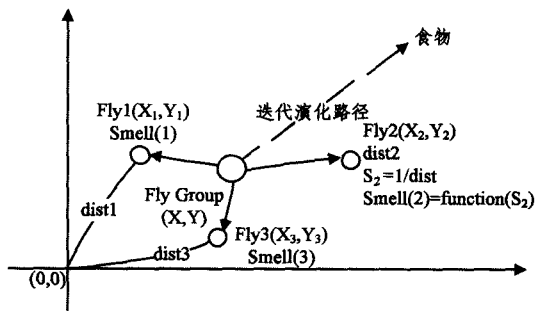 食物
迭代演化路径
Fly1(X₁,Y₁)
Smell(1)
Fly2(X₂,Y₂)
dist2
S₂=1/dist
Smell(2)=function(S₂)
Fly Group
(X,Y)
dist1
Fly3(X₃,Y₃)
Smell(3)
dist3
(0,0)